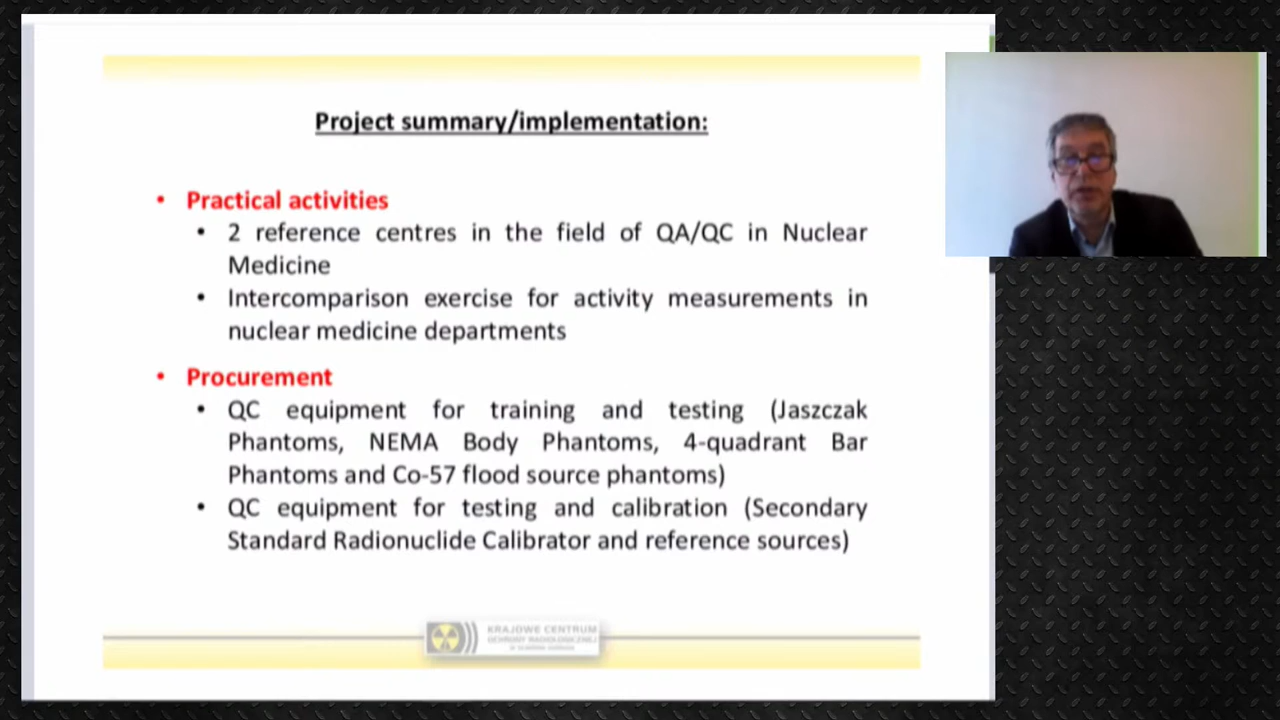 Project summary/implementation:
• Practical activities
• 2 reference centres in the field of QA/QC in Nuclear
Medicine
• Intercomparison exercise for activity measurements in
nuclear medicine departments
• Procurement
• QC equipment for training and testing (Jaszczak
Phantoms, NEMA Body Phantoms, 4-quadrant Bar
Phantoms and Co-57 flood source phantoms)
• QC equipment for testing and calibration (Secondary
Standard Radionuclide Calibrator and reference sources)
KRAJOWE CENTRUM
OCHRONY RADIOLOGICZNEJ